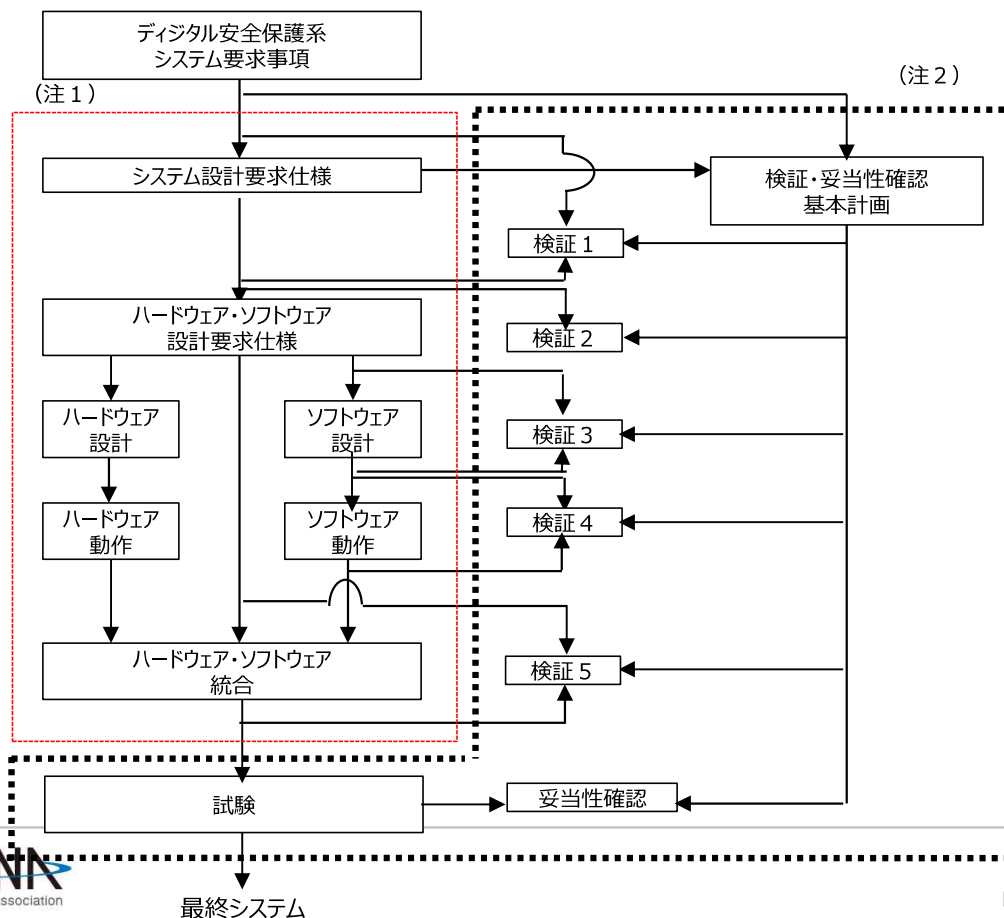 ディジタル安全保護系
システム要求事項
(注1)
(注2)
システム設計要求仕様
検証・妥当性確認
基本計画
検証1
ハードウェア・ソフトウェア
設計要求仕様
検証2
ハードウェア
設計
ソフトウェア
設計
検証3
ハードウェア
動作
ソフトウェア
動作
検証4
ハードウェア・ソフトウェア
統合
検証5
試験
妥当性確認
最終システム